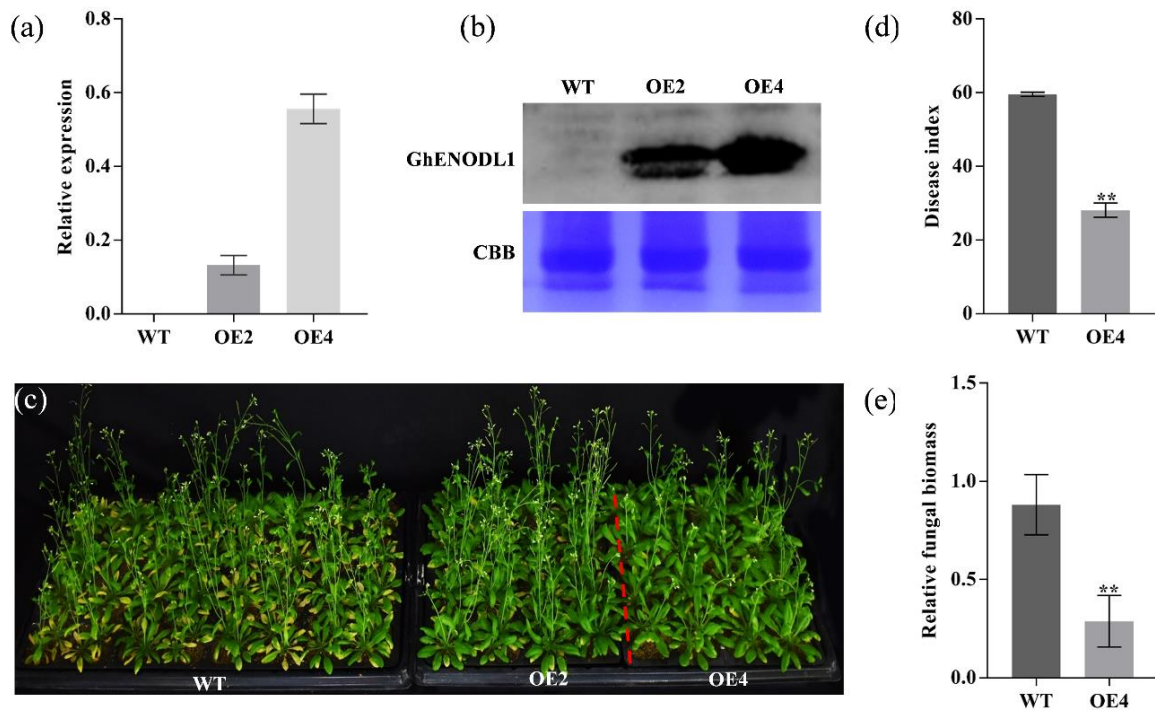 (a)
Relative expression
0.8
0.6
0.4
0.2
0.0
WT OE2 OE4
(b)
WT OE2 OE4
GhENODL1
CBB
(d)
Disease index
80
60
40
20
0
**
WT OE4
(c)
WT OE2 OE4
(e)
Relative fungal biomass
1.5
1.0
0.5
0.0
**
WT OE4